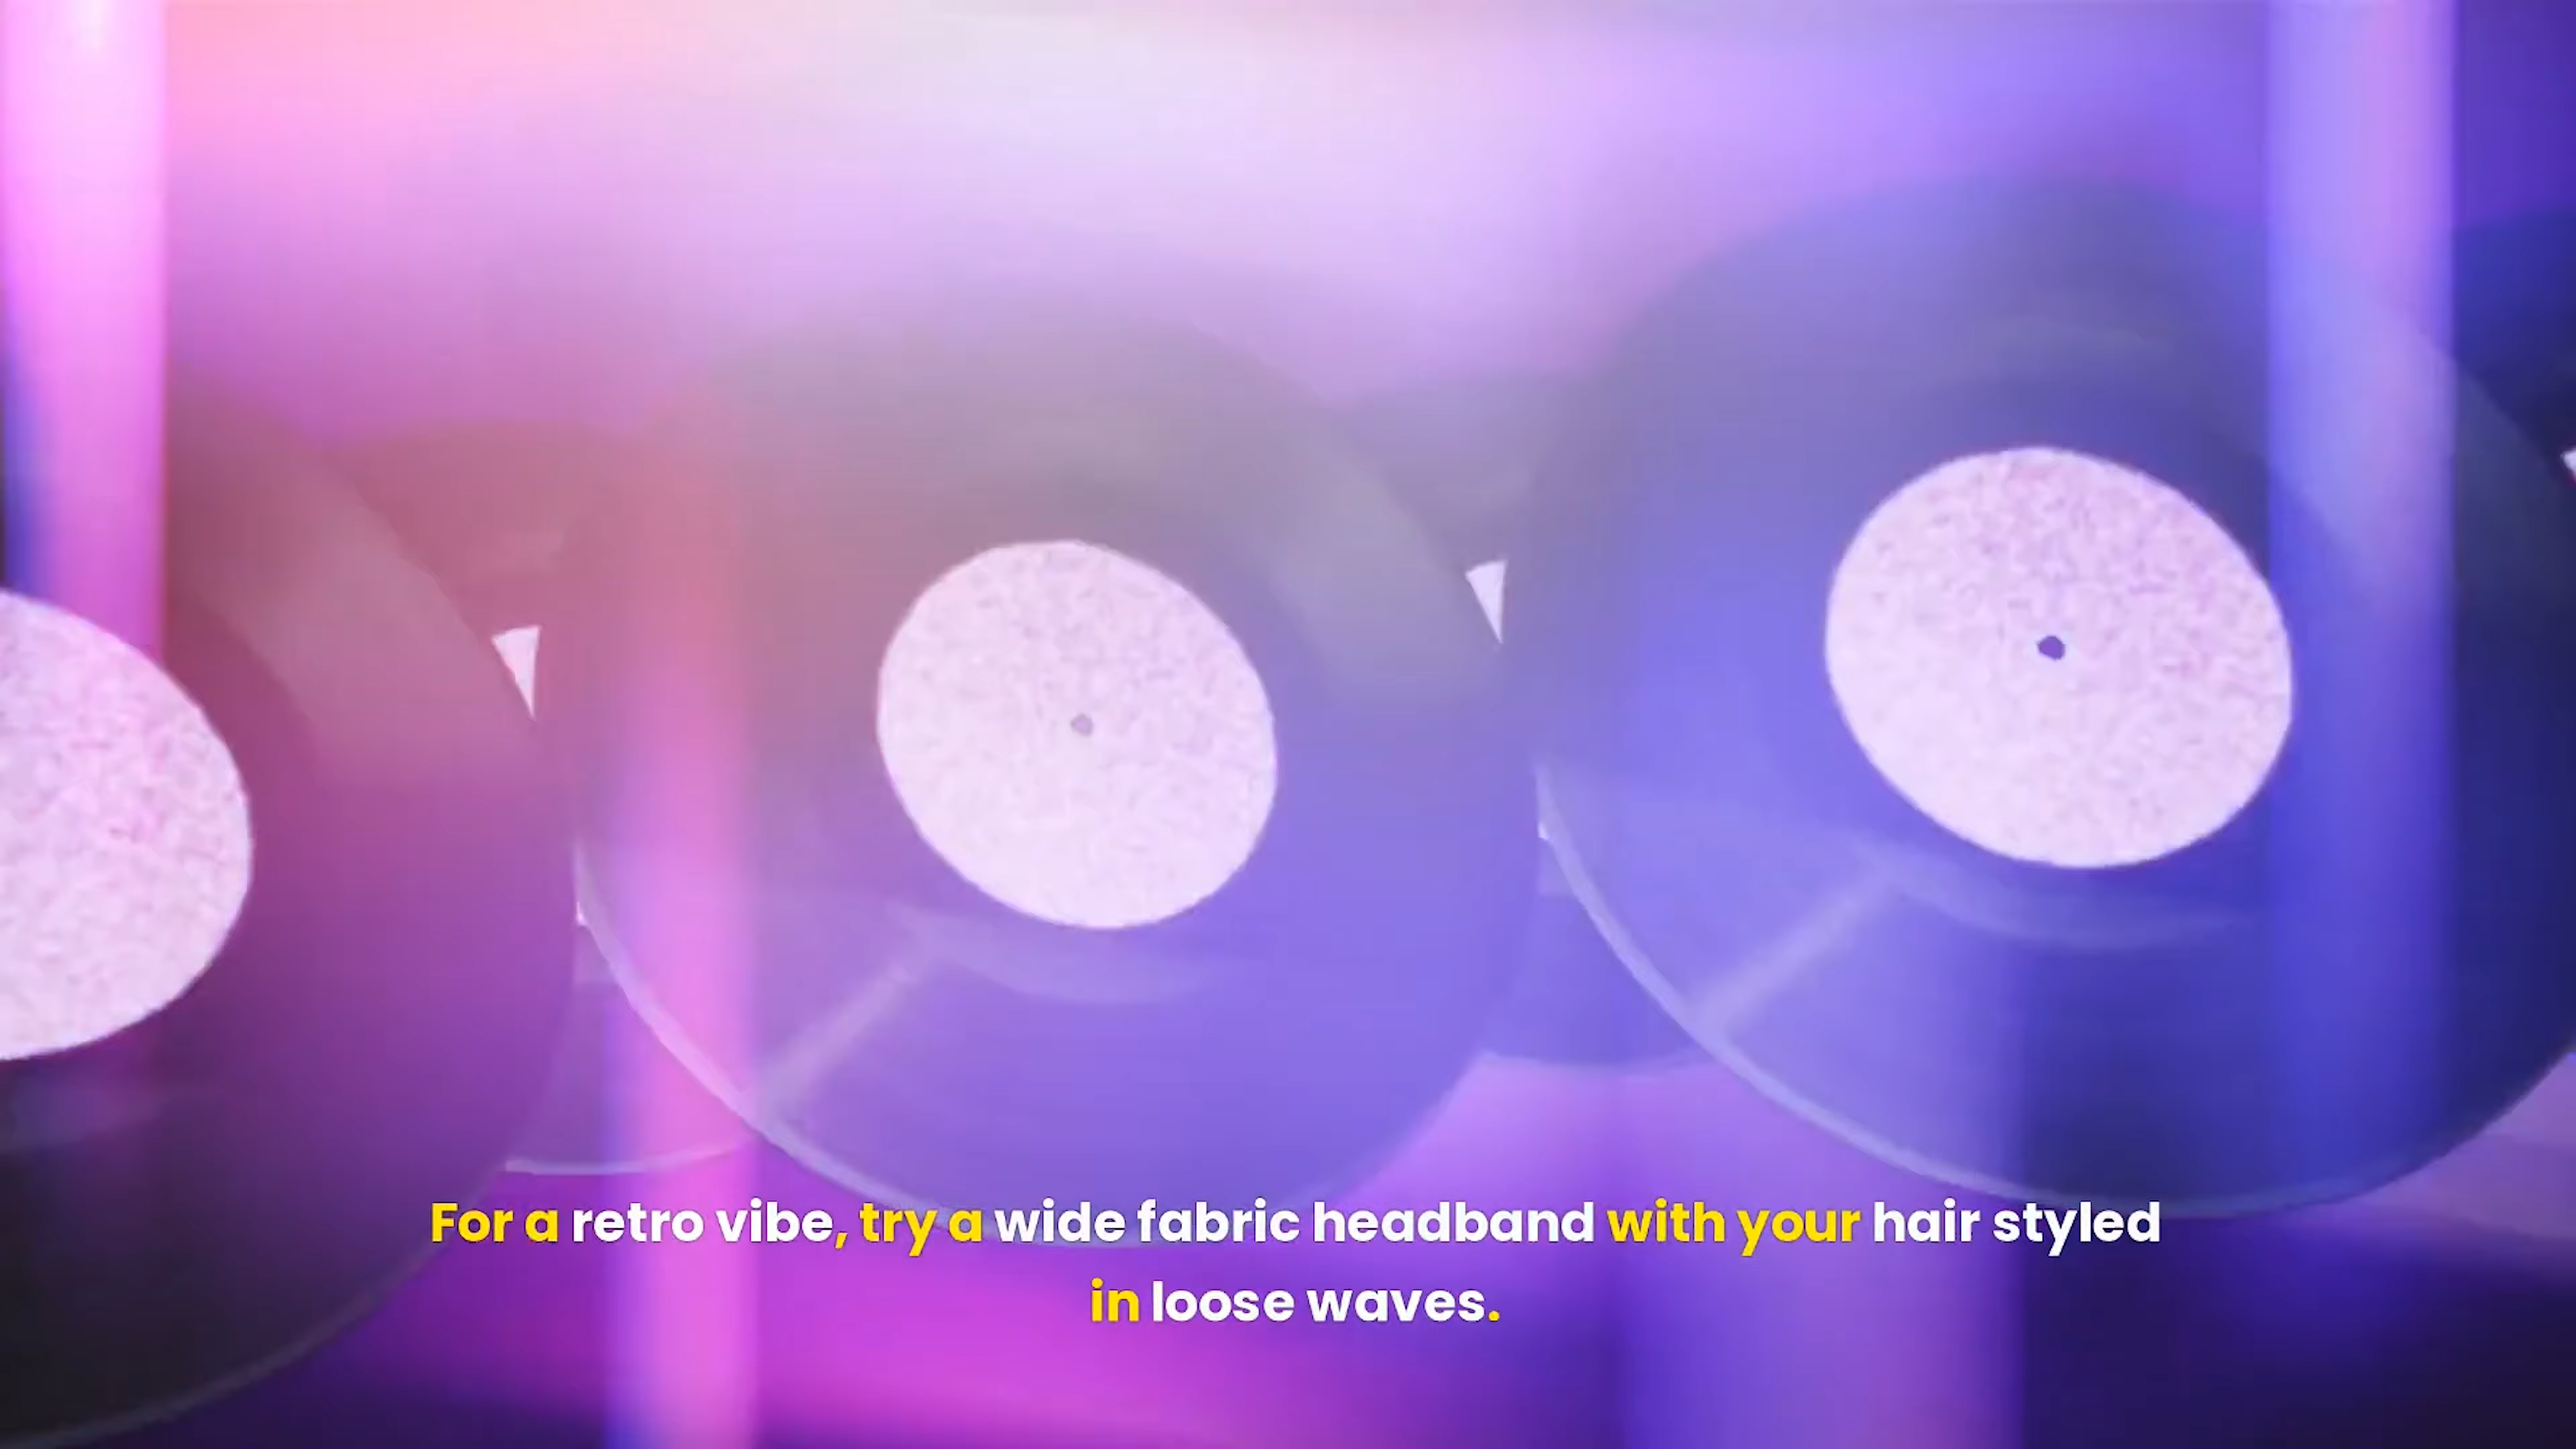 For a retro vibe, try a wide fabric headband with your hair styled
in loose waves.